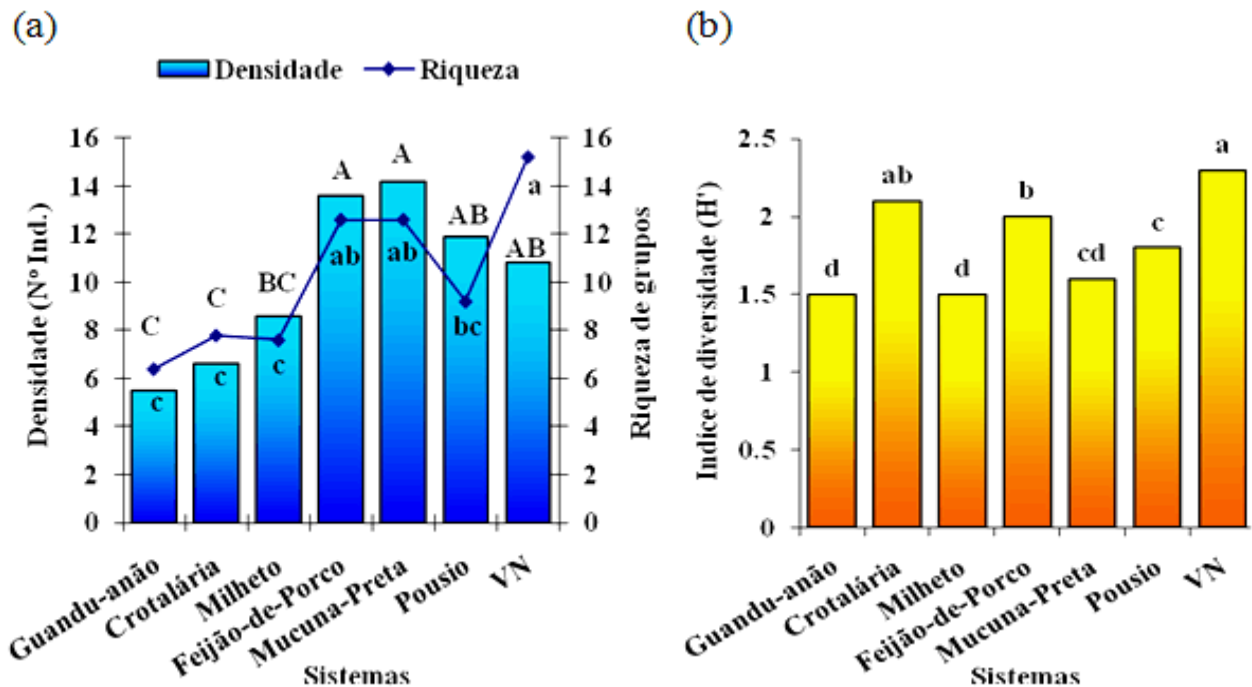 (a)
Densidade Riqueza
Densidade (Nº Ind.)
16
14
12
10
8
6
4
2
0
C
C
BC
A
A
AB
AB
c
c
c
ab
ab
bc
a
16
14
12
10
8
6
4
2
0
Riqueza de grupos
Guandu-anão
Crotalária
Milheto
Feijão-de-Porco
Mucuna-Preta
Pousio
VN
Sistemas
(b)
Indice de diversidade (H')
2.5
2
1.5
1
0.5
0
d
ab
d
b
cd
c
a
Guandu-anão
Crotalária
Milheto
Feijão-de-Porco
Mucuna-Preta
Pousio
VN
Sistemas